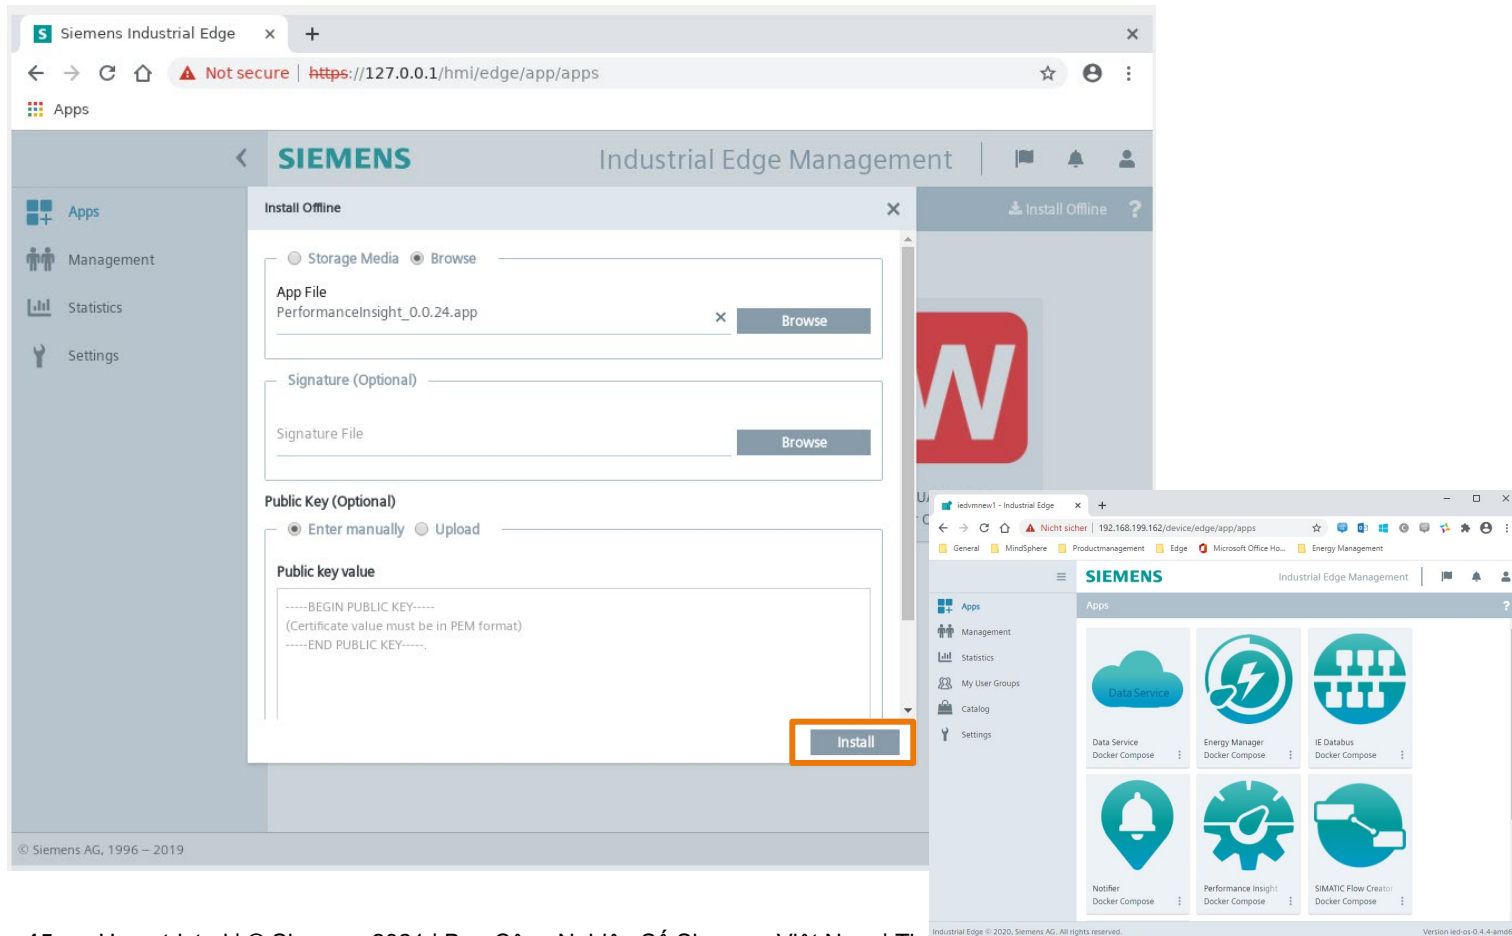 Siemens Industrial Edge
Not secure | https://127.0.0.1/hmi/edge/app/apps
Apps
SIEMENS
Industrial Edge Management
Apps
Management
Statistics
Settings
Install Offline
Install Offline
?
Storage Media
Browse
App File
PerformanceInsight_0.0.24.app
Browse
Signature (Optional)
Signature File
Browse
Public Key (Optional)
Enter manually
Upload
Public key value
-----BEGIN PUBLIC KEY-----
(Certificate value must be in PEM format)
-----END PUBLIC KEY-----.
Install
W
© Siemens AG, 1996 – 2019
iedvmnew1 - Industrial Edge
Nicht sicher | 192.168.199.162/device/edge/app/apps
General
MindSphere
Productmanagement
Edge
Microsoft Office Ho...
Energy Management
SIEMENS
Industrial Edge Management
Apps
Management
Statistics
My User Groups
Catalog
Settings
Apps
?
Data Service
Data Service
Docker Compose
Energy Manager
Docker Compose
IE Databus
Docker Compose
Notifier
Docker Compose
Performance Insight
Docker Compose
SIMATIC Flow Creator
Docker Compose
Industrial Edge © 2020, Siemens AG. All rights reserved.
Version ied-os-0.4.4-amd6